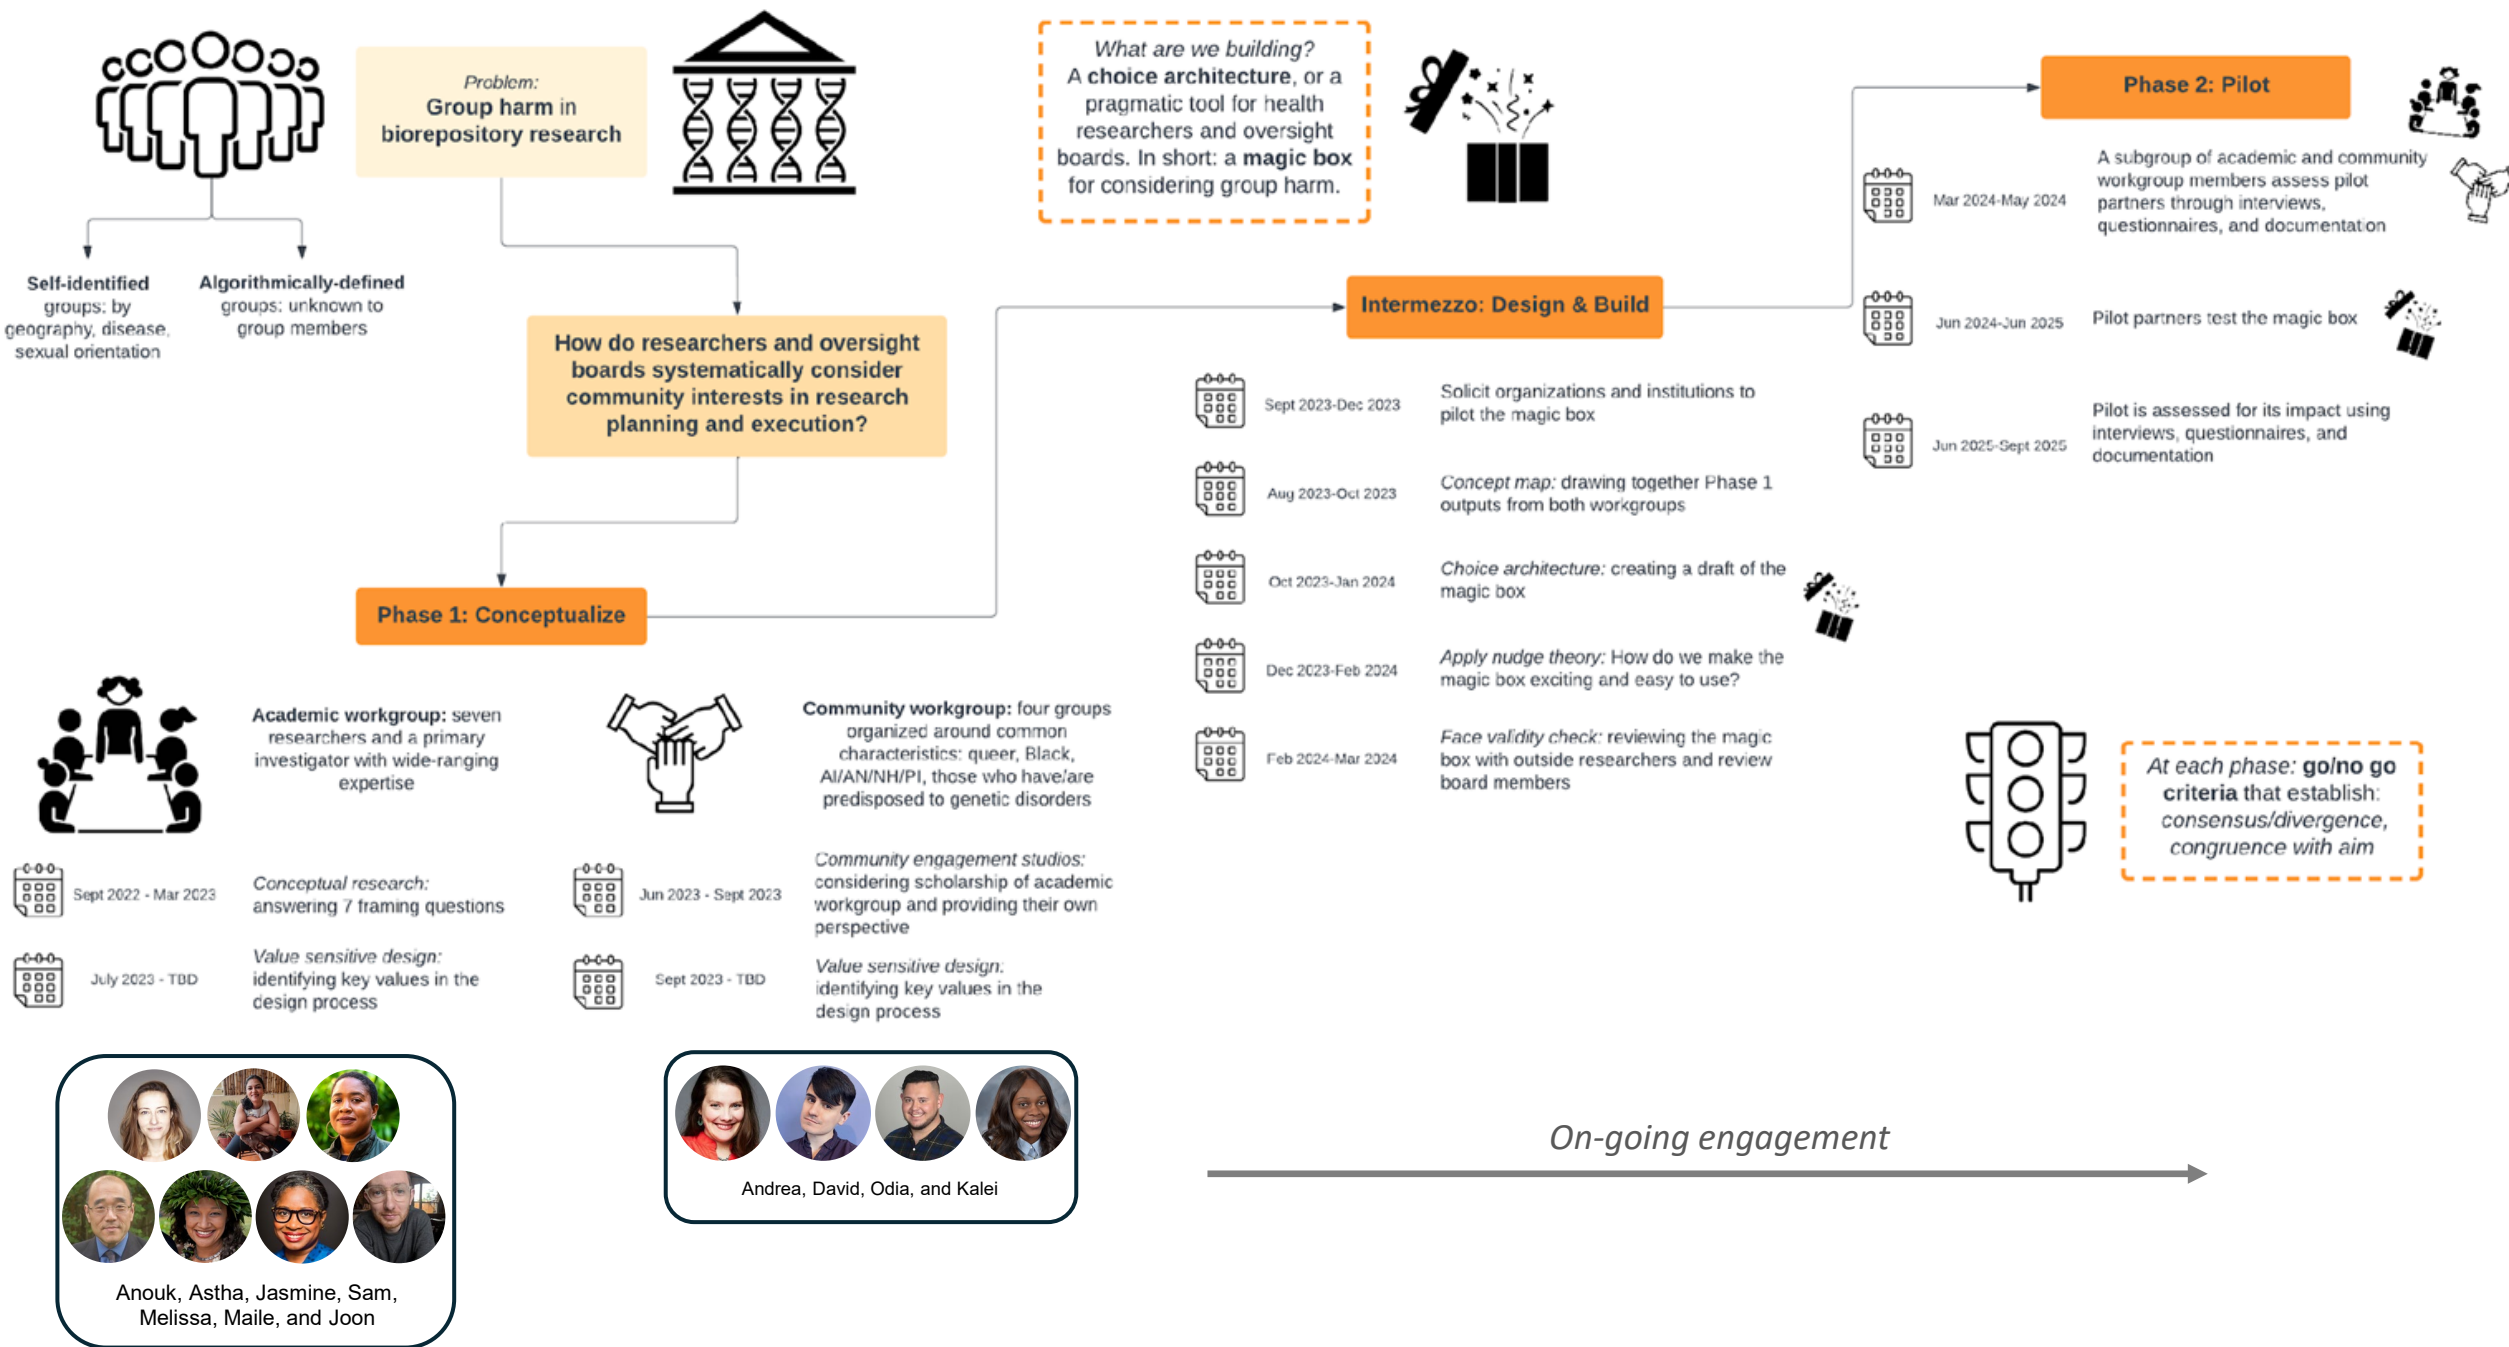 Problem:
Group harm in
biorepository research
Self-identified
groups: by
geography, disease,
sexual orientation
Algorithmically-defined
groups: unknown to
group members
How do researchers and oversight
boards systematically consider
community interests in research
planning and execution?
What are we building?
A choice architecture, or a
pragmatic tool for health
researchers and oversight
boards. In short: a magic box
for considering group harm.
Phase 1: Conceptualize
Academic workgroup: seven
researchers and a primary
investigator with wide-ranging
expertise
Sept 2022 - Mar 2023
Conceptual research:
answering 7 framing questions
July 2023 - TBD
Value sensitive design:
identifying key values in the
design process
Anouk, Astha, Jasmine, Sam,
Melissa, Maile, and Joon
Community workgroup: four groups
organized around common
characteristics: queer, Black,
AI/AN/NH/PI, those who have/are
predisposed to genetic disorders
Jun 2023 - Sept 2023
Community engagement studios:
considering scholarship of academic
workgroup and providing their own
perspective
Sept 2023 - TBD
Value sensitive design:
identifying key values in the
design process
Andrea, David, Odia, and Kalei
Intermezzo: Design & Build
Sept 2023-Dec 2023
Solicit organizations and institutions to
pilot the magic box
Aug 2023-Oct 2023
Concept map: drawing together Phase 1
outputs from both workgroups
Oct 2023-Jan 2024
Choice architecture: creating a draft of the
magic box
Dec 2023-Feb 2024
Apply nudge theory: How do we make the
magic box exciting and easy to use?
Feb 2024-Mar 2024
Face validity check: reviewing the magic
box with outside researchers and review
board members
Phase 2: Pilot
Mar 2024-May 2024
A subgroup of academic and community
workgroup members assess pilot
partners through interviews,
questionnaires, and documentation
Jun 2024-Jun 2025
Pilot partners test the magic box
Jun 2025-Sept 2025
Pilot is assessed for its impact using
interviews, questionnaires, and
documentation
At each phase: go/no go
criteria that establish:
consensus/divergence,
congruence with aim
On-going engagement